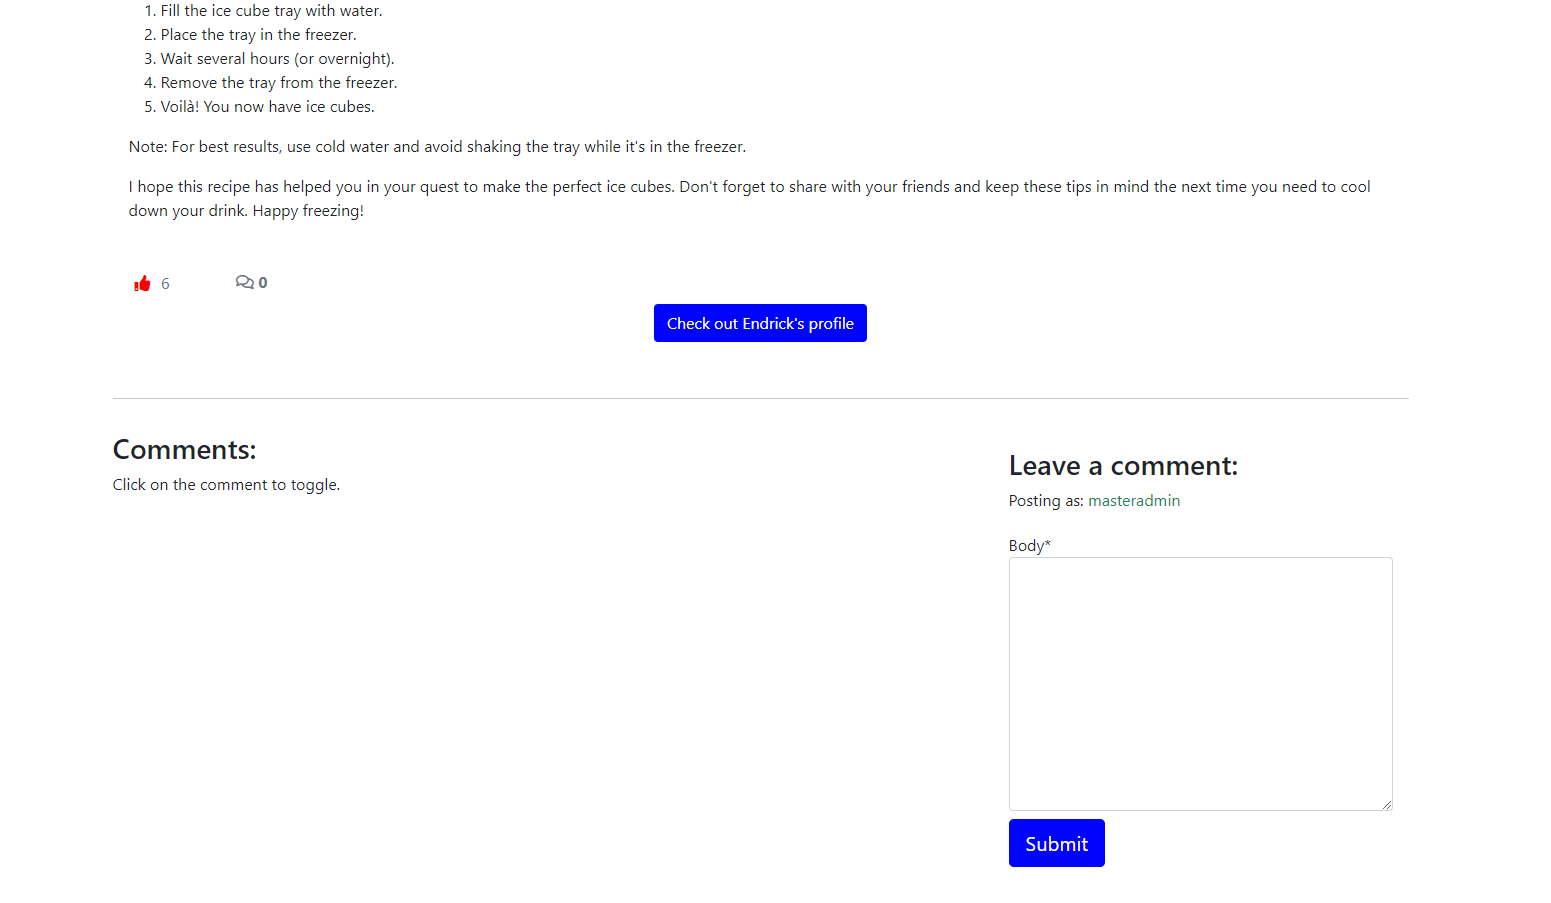 1. Fill the ice cube tray with water.
2. Place the tray in the freezer.
3. Wait several hours (or overnight).
4. Remove the tray from the freezer.
5. Voilà! You now have ice cubes.
Note: For best results, use cold water and avoid shaking the tray while it's in the freezer.
I hope this recipe has helped you in your quest to make the perfect ice cubes. Don't forget to share with your friends and keep these tips in mind the next time you need to cool
down your drink. Happy freezing!
6 0
Check out Endrick's profile
Comments:
Click on the comment to toggle.
Leave a comment:
Posting as: masteradmin
Body*
Submit